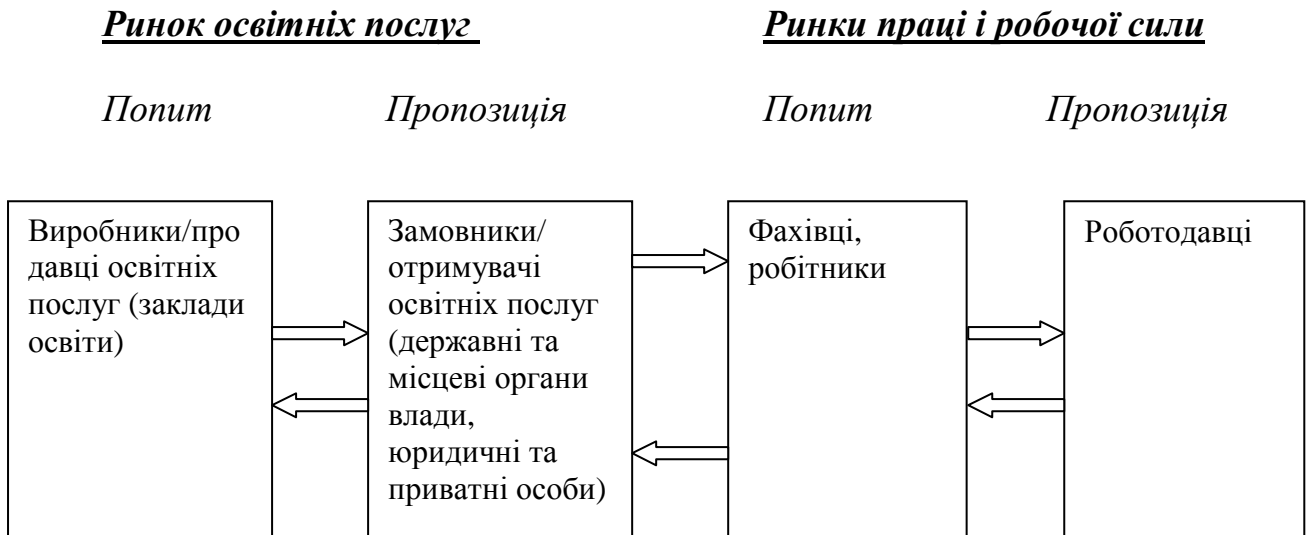 Ринок освітніх послуг
Ринки праці і робочої сили
Попит
Пропозиція
Попит
Пропозиція
Виробники/про
давці освітніх
послуг (заклади
освіти)
Замовники/
отримувачі
освітніх послуг
(державні та
місцеві органи
влади,
юридичні та
приватні особи)
Фахівці,
робітники
Роботодавці